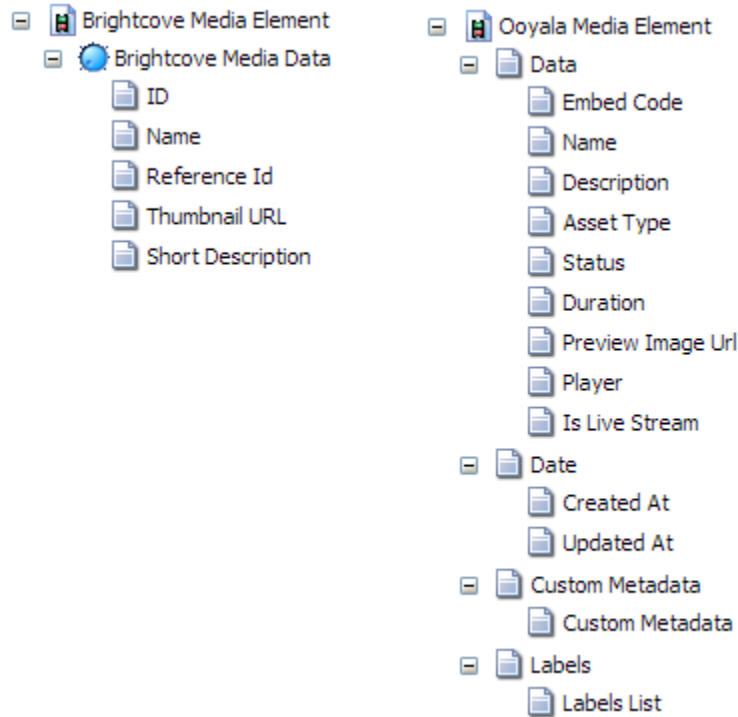 Brightcove Media Element
Brightcove Media Data
ID
Name
Reference Id
Thumbnail URL
Short Description
Ooyala Media Element
Data
Embed Code
Name
Description
Asset Type
Status
Duration
Preview Image Url
Player
Is Live Stream
Date
Created At
Updated At
Custom Metadata
Custom Metadata
Labels
Labels List